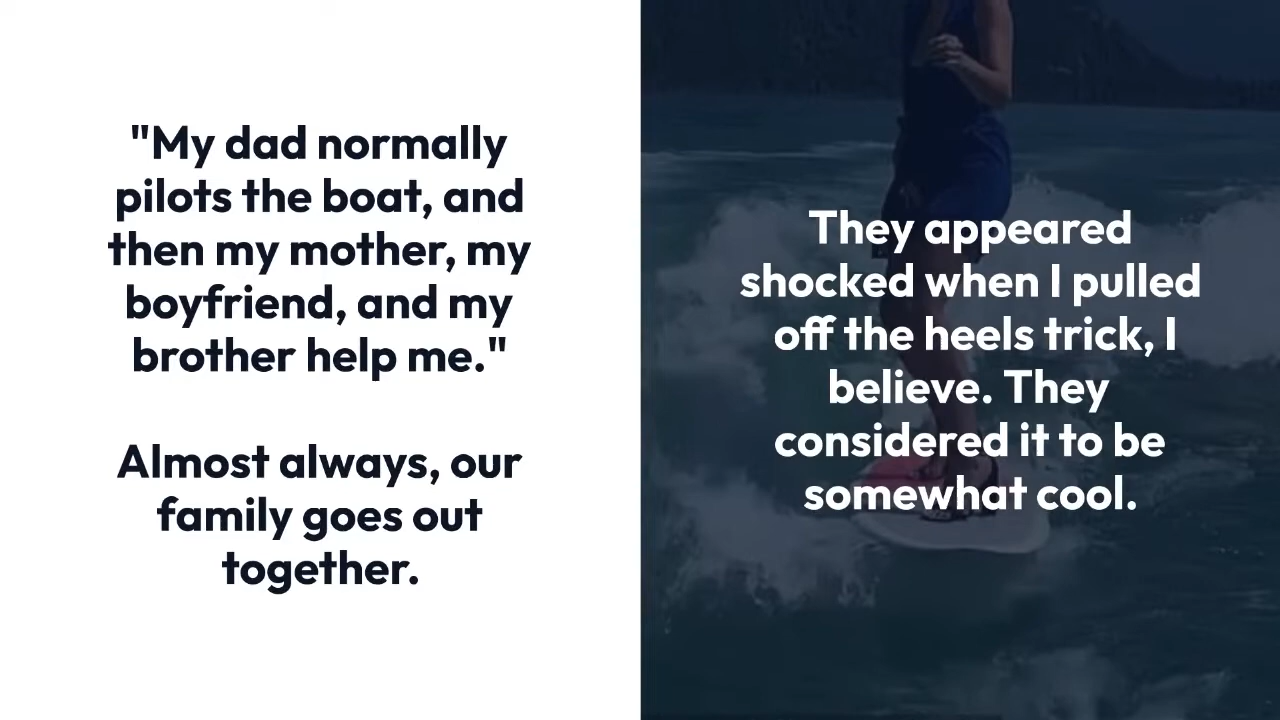 "My dad normally
pilots the boat, and
then my mother, my
boyfriend, and my
brother help me."
Almost always, our
family goes out
together.
They appeared
shocked when I pulled
off the heels trick, I
believe. They
considered it to be
somewhat cool.